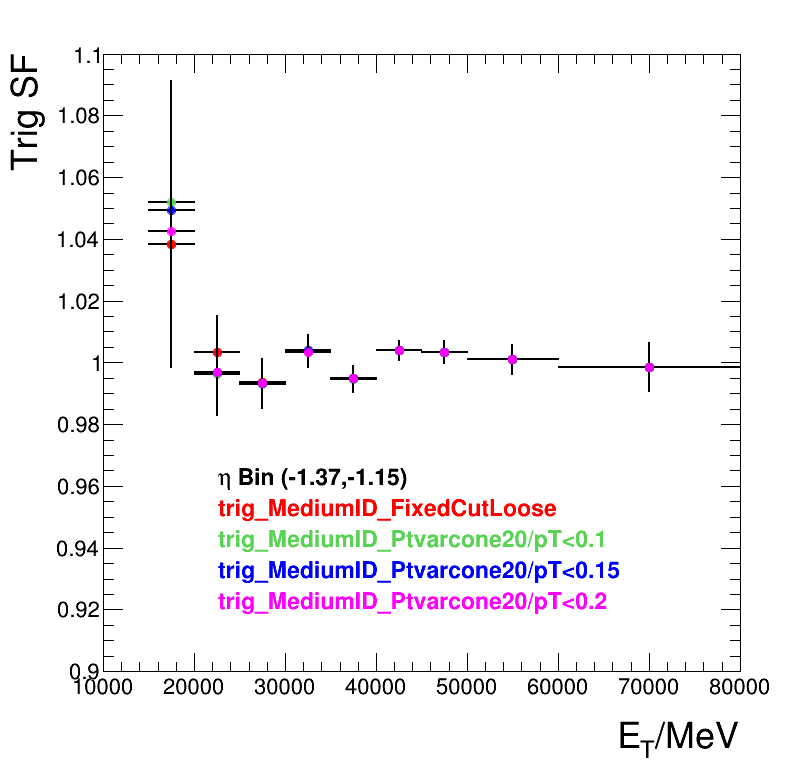 Trig SF
1.1
1.08
1.06
1.04
1.02
1
0.98
0.96
0.94
0.92
0.9
η Bin (-1.37,-1.15)
trig_MediumID_FixedCutLoose
trig_MediumID_Ptvarcone20/pT<0.1
trig_MediumID_Ptvarcone20/pT<0.15
trig_MediumID_Ptvarcone20/pT<0.2
10000 20000 30000 40000 50000 60000 70000 80000
E_T/MeV